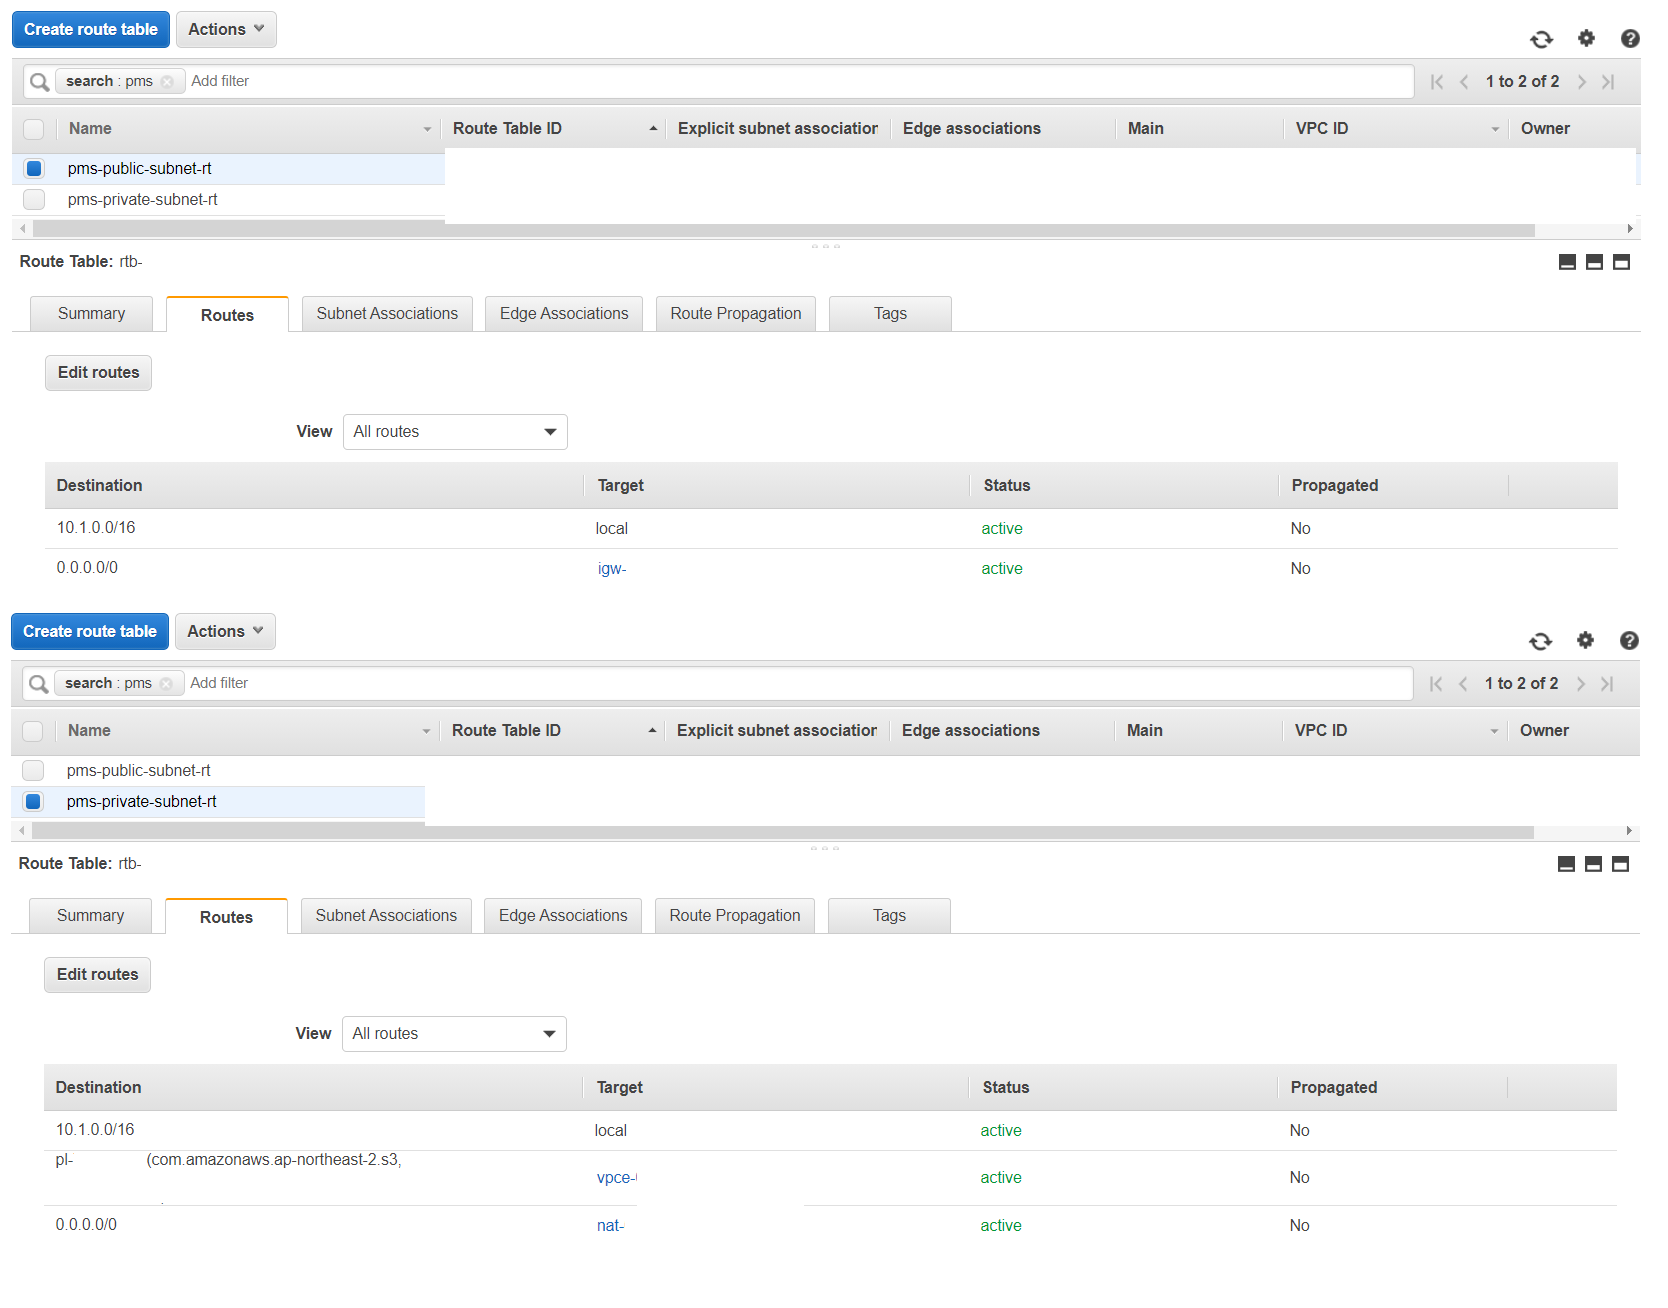 Create route table Actions
search : pms Add filter 1 to 2 of 2
Name Route Table ID Explicit subnet association Edge associations Main VPC ID Owner
pms-public-subnet-rt
pms-private-subnet-rt
Route Table: rtb-
Summary Routes Subnet Associations Edge Associations Route Propagation Tags
Edit routes
View All routes
Destination Target Status Propagated
10.1.0.0/16 local active No
0.0.0.0/0 igw- active No
Create route table Actions
search : pms Add filter 1 to 2 of 2
Name Route Table ID Explicit subnet association Edge associations Main VPC ID Owner
pms-public-subnet-rt
pms-private-subnet-rt
Route Table: rtb-
Summary Routes Subnet Associations Edge Associations Route Propagation Tags
Edit routes
View All routes
Destination Target Status Propagated
10.1.0.0/16 local active No
pl- (com.amazonaws.ap-northeast-2.s3,
vpce- active No
0.0.0.0/0 nat- active No